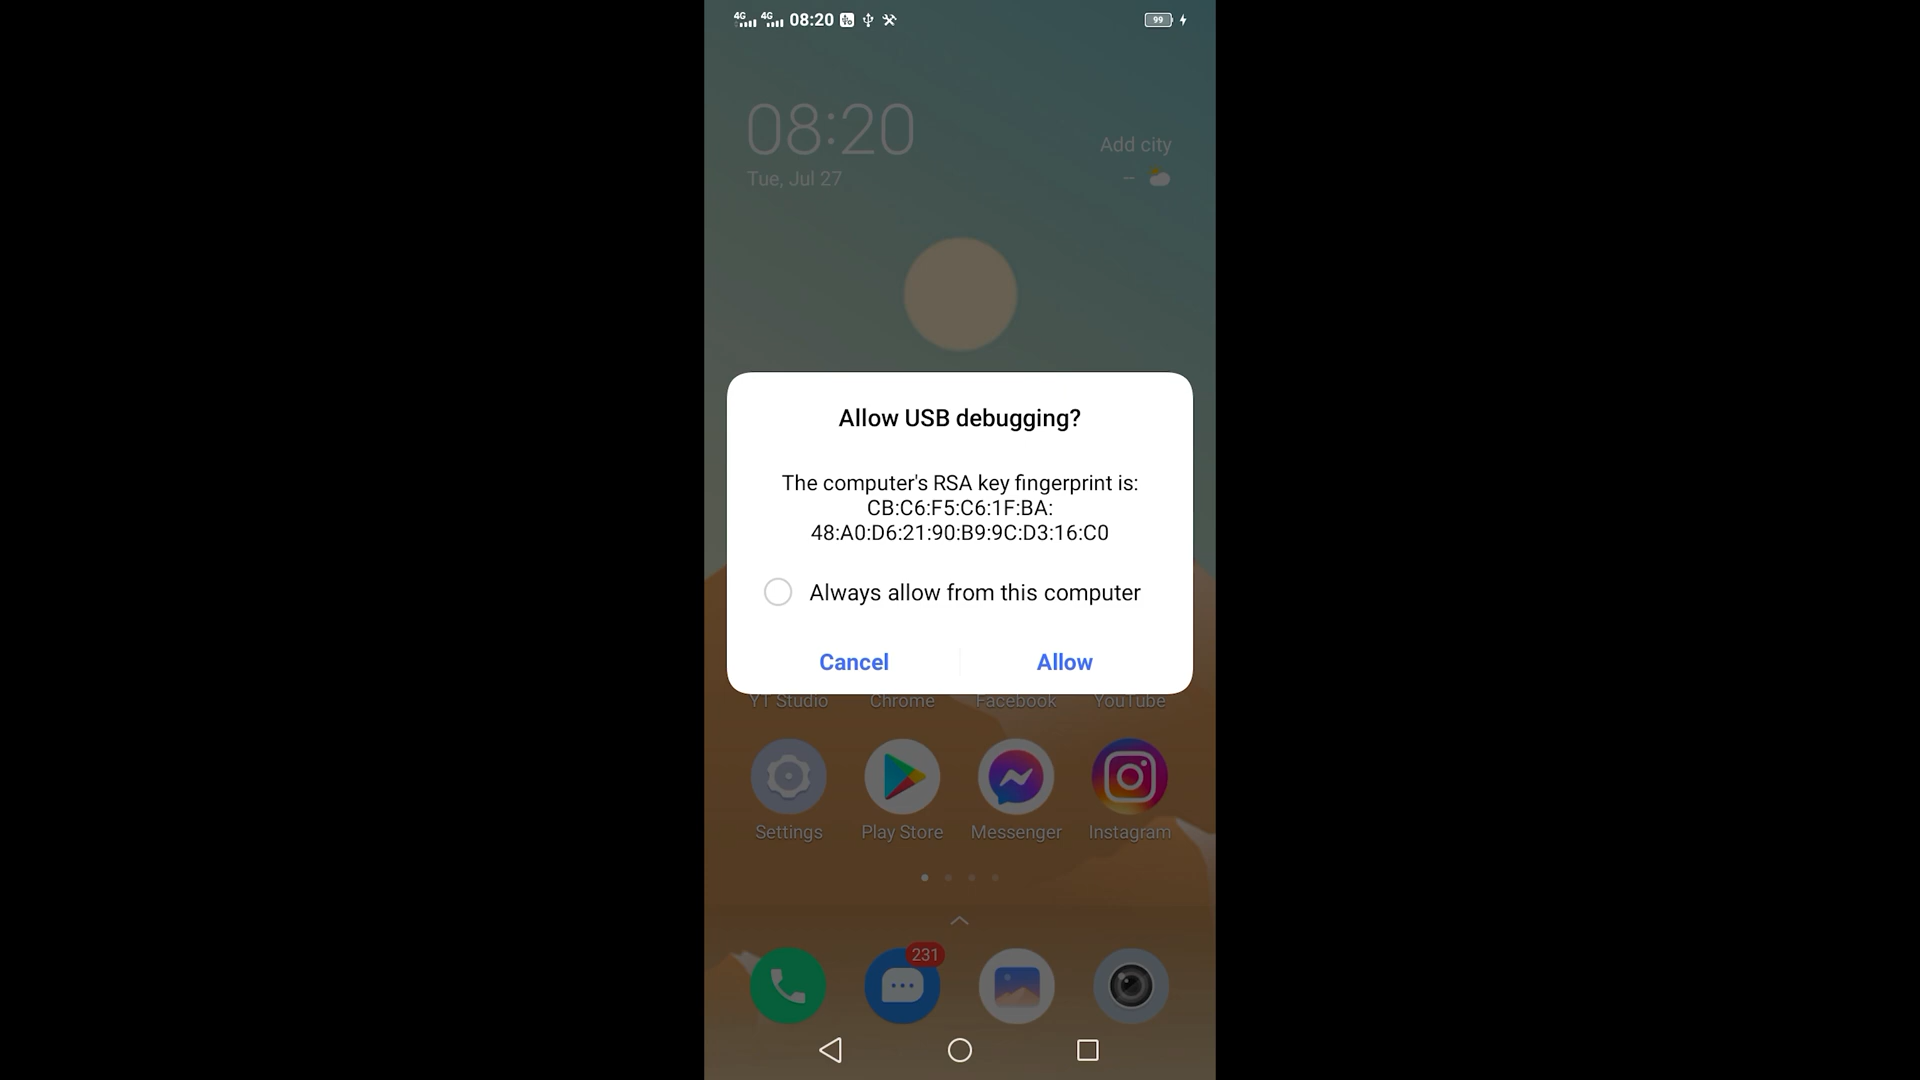 4G 4G 08:20 99
08:20
Add city
Tue, Jul 27
--
Allow USB debugging?
The computer's RSA key fingerprint is:
CB:C6:F5:C6:1F:BA:
48:A0:D6:21:90:B9:9C:D3:16:C0
Always allow from this computer
Cancel Allow
YT Studio Chrome Facebook YouTube
Settings Play Store Messenger Instagram
231